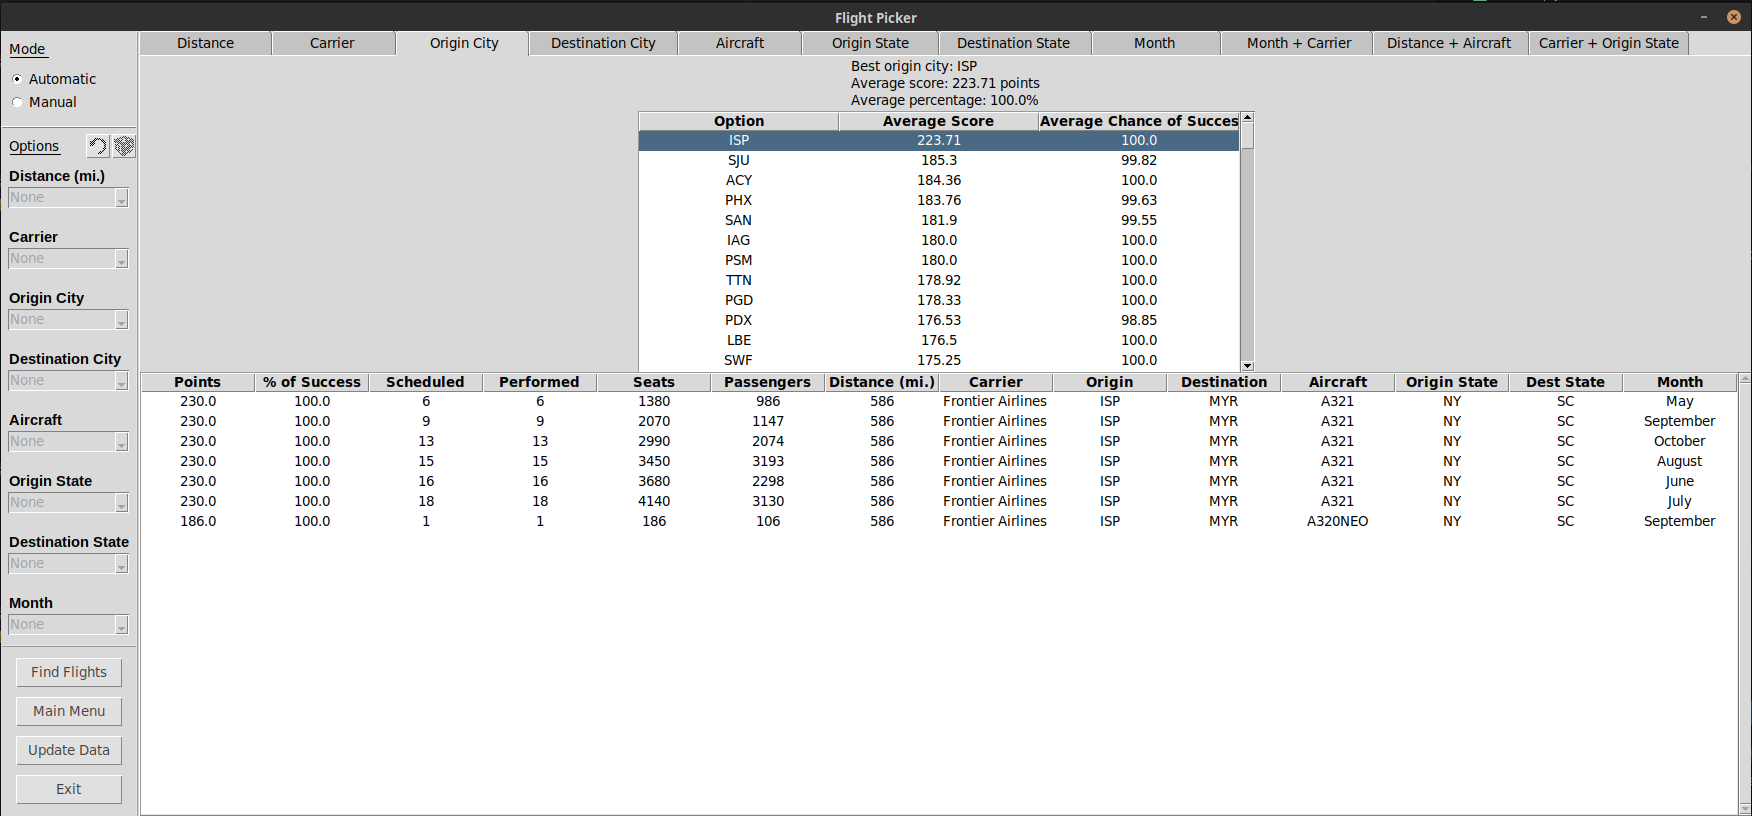 Flight Picker
Mode
Automatic
Manual
Options
Distance (mi.)
None
Carrier
None
Origin City
None
Destination City
None
Aircraft
None
Origin State
None
Destination State
None
Month
None
Find Flights
Main Menu
Update Data
Exit
Distance Carrier Origin City Destination City Aircraft Origin State Destination State Month Month + Carrier Distance + Aircraft Carrier + Origin State
Best origin city: ISP
Average score: 223.71 points
Average percentage: 100.0%
Option Average Score Average Chance of Succes
ISP 223.71 100.0
SJU 185.3 99.82
ACY 184.36 100.0
PHX 183.76 99.63
SAN 181.9 99.55
IAG 180.0 100.0
PSM 180.0 100.0
TTN 178.92 100.0
PGD 178.33 100.0
PDX 176.53 98.85
LBE 176.5 100.0
SWF 175.25 100.0
Points % of Success Scheduled Performed Seats Passengers Distance (mi.) Carrier Origin Destination Aircraft Origin State Dest State Month
230.0 100.0 6 6 1380 986 586 Frontier Airlines ISP MYR A321 NY SC May
230.0 100.0 9 9 2070 1147 586 Frontier Airlines ISP MYR A321 NY SC September
230.0 100.0 13 13 2990 2074 586 Frontier Airlines ISP MYR A321 NY SC October
230.0 100.0 15 15 3450 3193 586 Frontier Airlines ISP MYR A321 NY SC August
230.0 100.0 16 16 3680 2298 586 Frontier Airlines ISP MYR A321 NY SC June
230.0 100.0 18 18 4140 3130 586 Frontier Airlines ISP MYR A321 NY SC July
186.0 100.0 1 1 186 106 586 Frontier Airlines ISP MYR A320NEO NY SC September